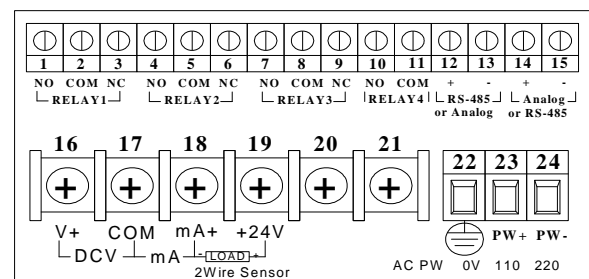 1 2 3 4 5 6 7 8 9 10 11 12 13 14 15
NO COM NC NO COM NC NO COM NC NO COM + - + -
RELAY1 RELAY2 RELAY3 RELAY4 RS-485 Analog
or Analog or RS-485
16 17 18 19 20 21 22 23 24
V+ COM mA+ +24V PW+ PW-
DCV mA - LOAD +
2Wire Sensor AC PW 0V 110 220